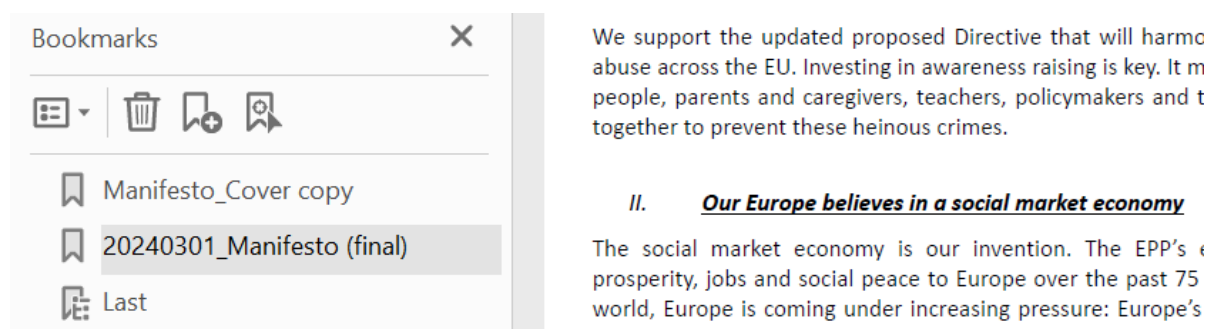 Bookmarks
Manifesto_Cover copy
20240301_Manifesto (final)
Last
We support the updated proposed Directive that will harmo
abuse across the EU. Investing in awareness raising is key. It m
people, parents and caregivers, teachers, policymakers and t
together to prevent these heinous crimes.
II. Our Europe believes in a social market economy
The social market economy is our invention. The EPP's e
prosperity, jobs and social peace to Europe over the past 75
world, Europe is coming under increasing pressure: Europe's